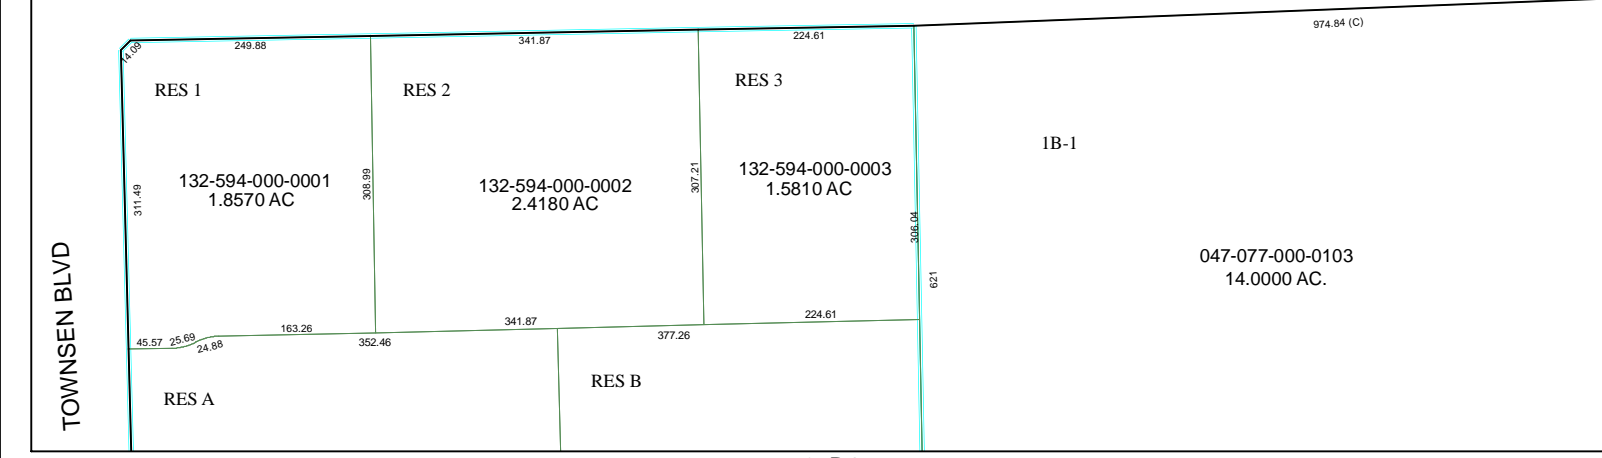 974.84 (C)
14.09
249.88
341.87
224.61
RES 1
RES 2
RES 3
1B-1
132-594-000-0001
1.8570 AC
132-594-000-0002
2.4180 AC
132-594-000-0003
1.5810 AC
311.49
308.99
307.21
306.04
621
047-077-000-0103
14.0000 AC.
TOWNSEN BLVD
45.57
25.69
24.88
163.26
352.46
341.87
377.26
224.61
RES A
RES B